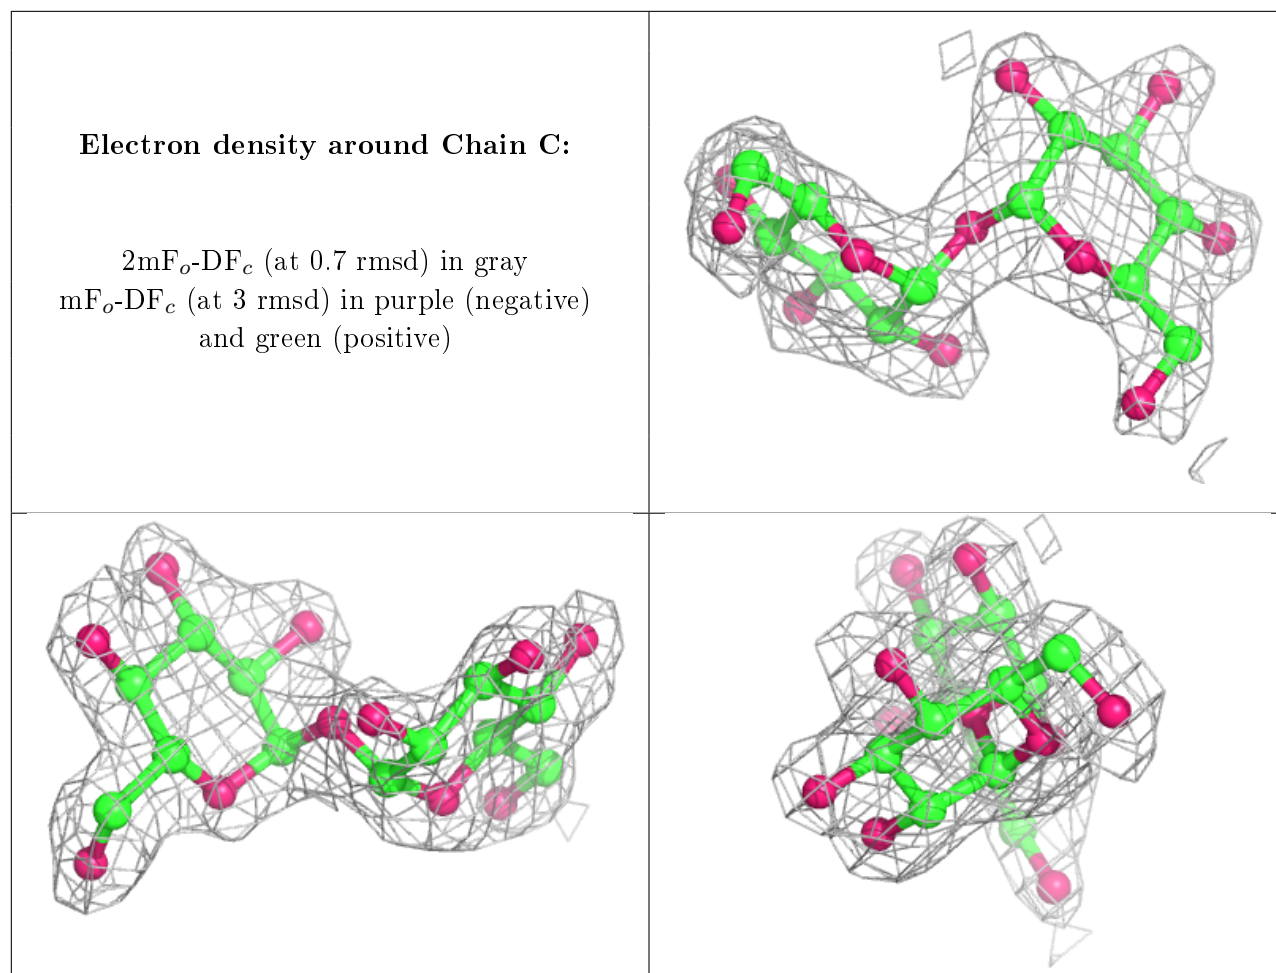 Electron density around Chain C:
2mFₒ-DF𝒸 (at 0.7 rmsd) in gray
mFₒ-DF𝒸 (at 3 rmsd) in purple (negative)
and green (positive)